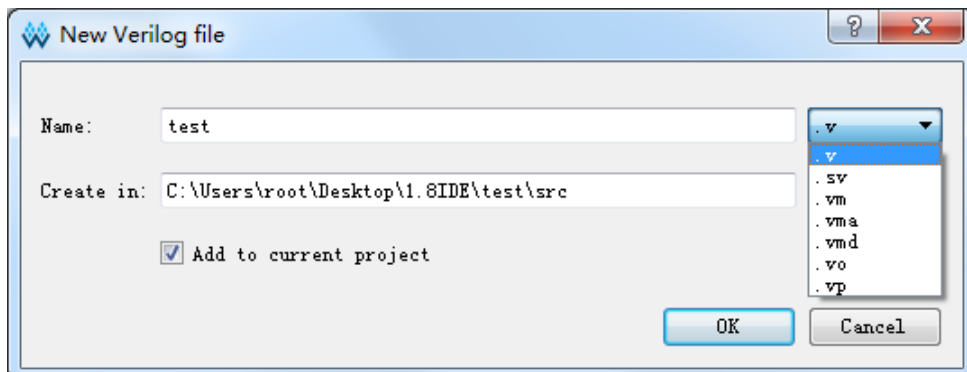 New Verilog file
?
X
Name: test .v
.v
.sv
Create in: C:\Users\root\Desktop\1.8IDE\test\src
.vm
.vma
Add to current project
.vmd
.vo
.vp
OK Cancel